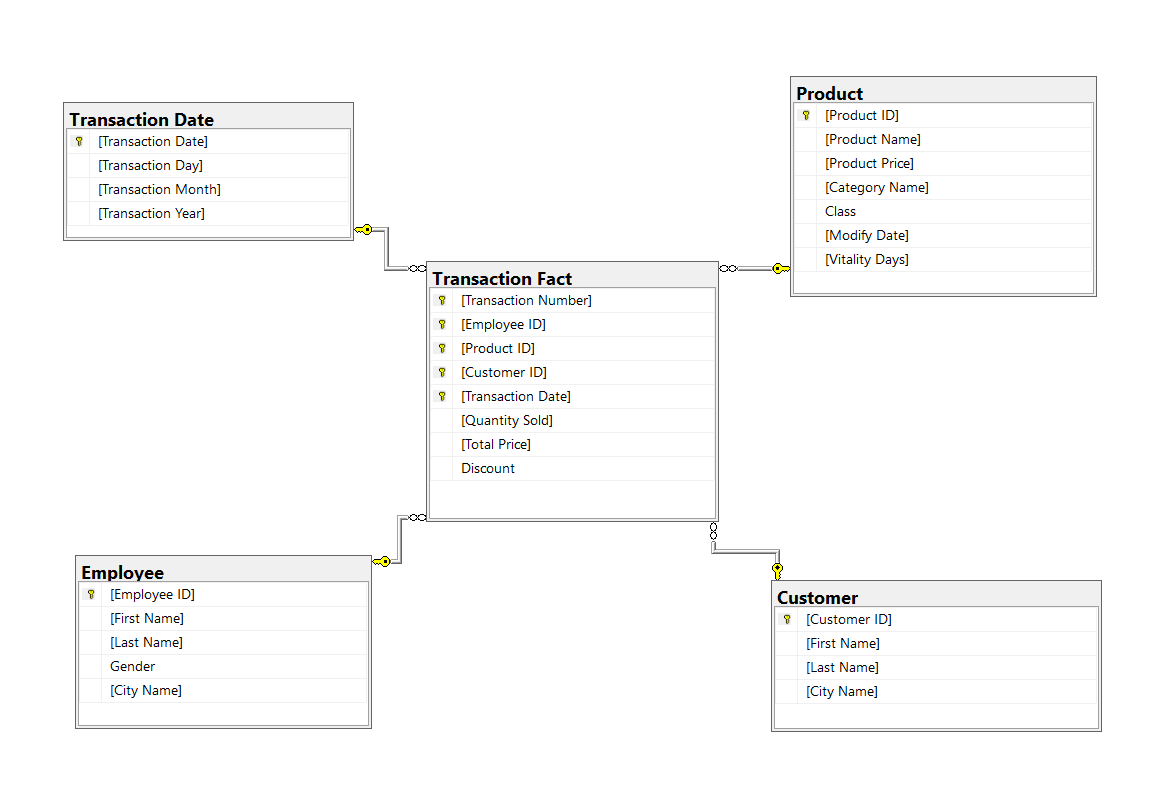 Transaction Date
[Transaction Date]
[Transaction Day]
[Transaction Month]
[Transaction Year]
Product
[Product ID]
[Product Name]
[Product Price]
[Category Name]
Class
[Modify Date]
[Vitality Days]
Transaction Fact
[Transaction Number]
[Employee ID]
[Product ID]
[Customer ID]
[Transaction Date]
[Quantity Sold]
[Total Price]
Discount
Employee
[Employee ID]
[First Name]
[Last Name]
Gender
[City Name]
Customer
[Customer ID]
[First Name]
[Last Name]
[City Name]